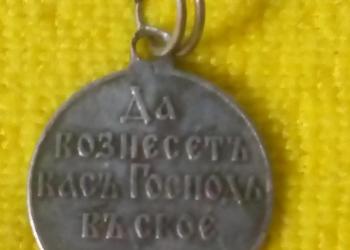 Да
вознесетъ
васъ Господь
въ свое